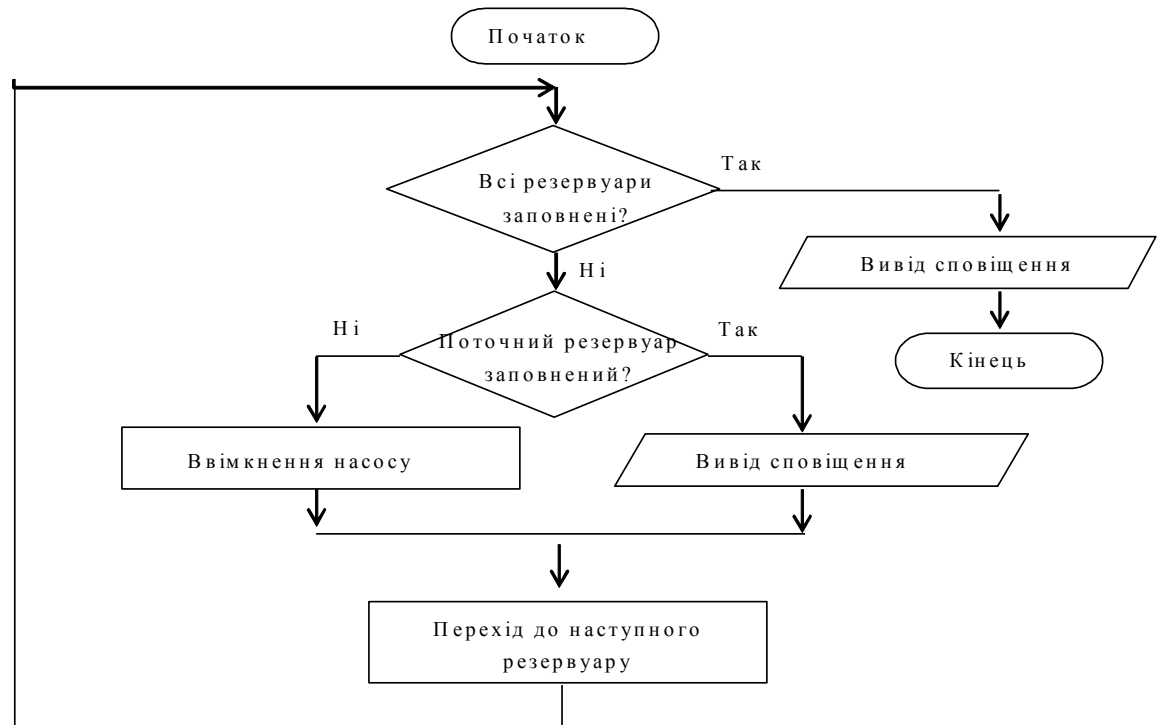 Початок
Так
Всі резервуари
заповнені?
Вивід сповіщення
Ні
Ні
Так
Поточний резервуар
заповнений?
Кінець
Ввімкнення насосу
Вивід сповіщення
Перехід до наступного
резервуару